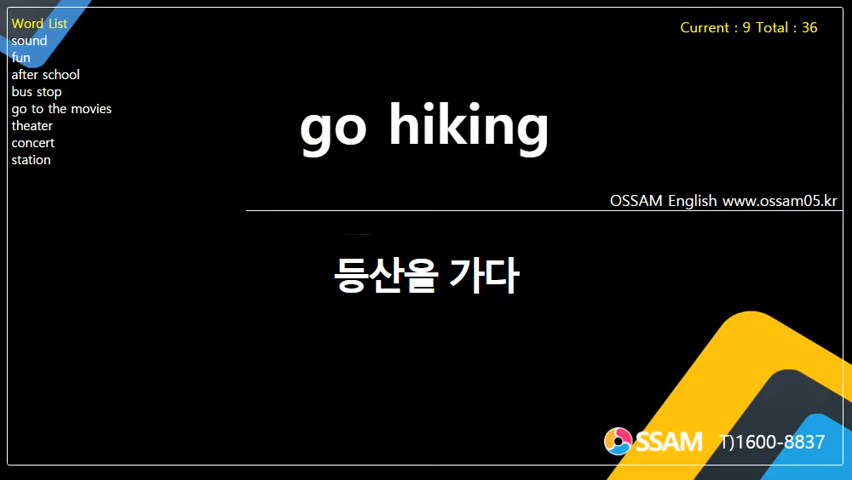 Word List
sound
fun
after school
bus stop
go to the movies
theater
concert
station
Current : 9 Total : 36
go hiking
OSSAM English www.ossam05.kr
등산을 가다
OSSAM T)1600-8837